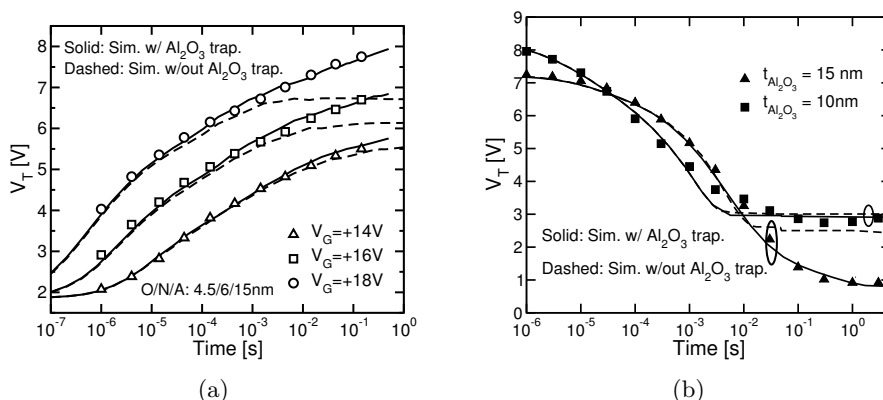 Solid: Sim. w/ Al₂O₃ trap.
Dashed: Sim. w/out Al₂O₃ trap.
8
7
6
5
4
3
2
V_T [V]
V_G=+14V
V_G=+16V
V_G=+18V
O/N/A: 4.5/6/15nm
10⁻⁷ 10⁻⁶ 10⁻⁵ 10⁻⁴ 10⁻³ 10⁻² 10⁻¹ 10⁰
Time [s]
(a)
9
8
7
6
5
4
3
2
1
0
V_T [V]
t_Al₂O₃ = 15 nm
t_Al₂O₃ = 10nm
Solid: Sim. w/ Al₂O₃ trap.
Dashed: Sim. w/out Al₂O₃ trap.
10⁻⁶ 10⁻⁵ 10⁻⁴ 10⁻³ 10⁻² 10⁻¹ 10⁰
Time [s]
(b)